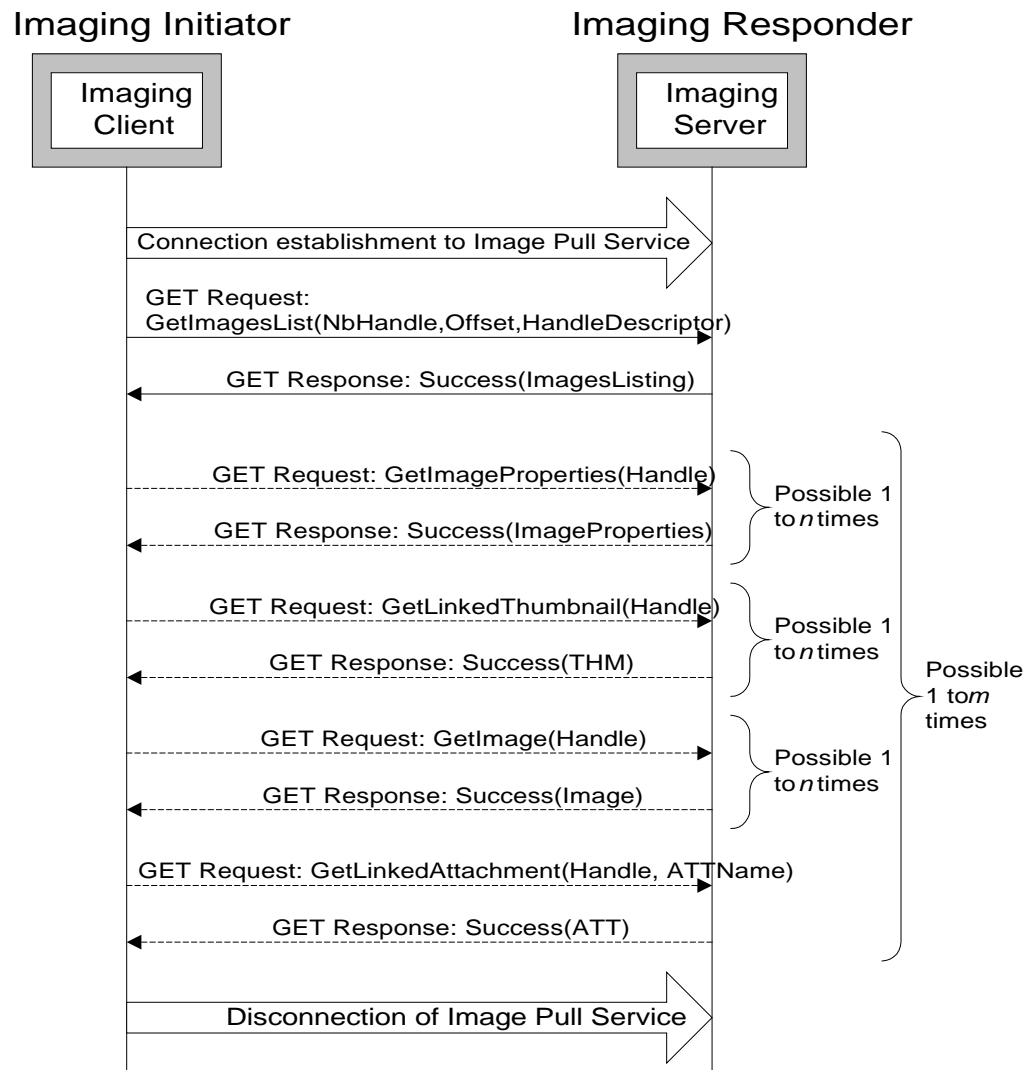 Imaging Initiator
Imaging Responder
Imaging
Client
Imaging
Server
Connection establishment to Image Pull Service
GET Request:
GetImagesList(NbHandle,Offset,HandleDescriptor)
GET Response: Success(ImagesListing)
GET Request: GetImageProperties(Handle)
GET Response: Success(ImageProperties)
Possible 1
to n times
GET Request: GetLinkedThumbnail(Handle)
GET Response: Success(THM)
Possible 1
to n times
GET Request: GetImage(Handle)
GET Response: Success(Image)
Possible 1
to n times
GET Request: GetLinkedAttachment(Handle, ATTName)
GET Response: Success(ATT)
Possible
1 to m
times
Disconnection of Image Pull Service